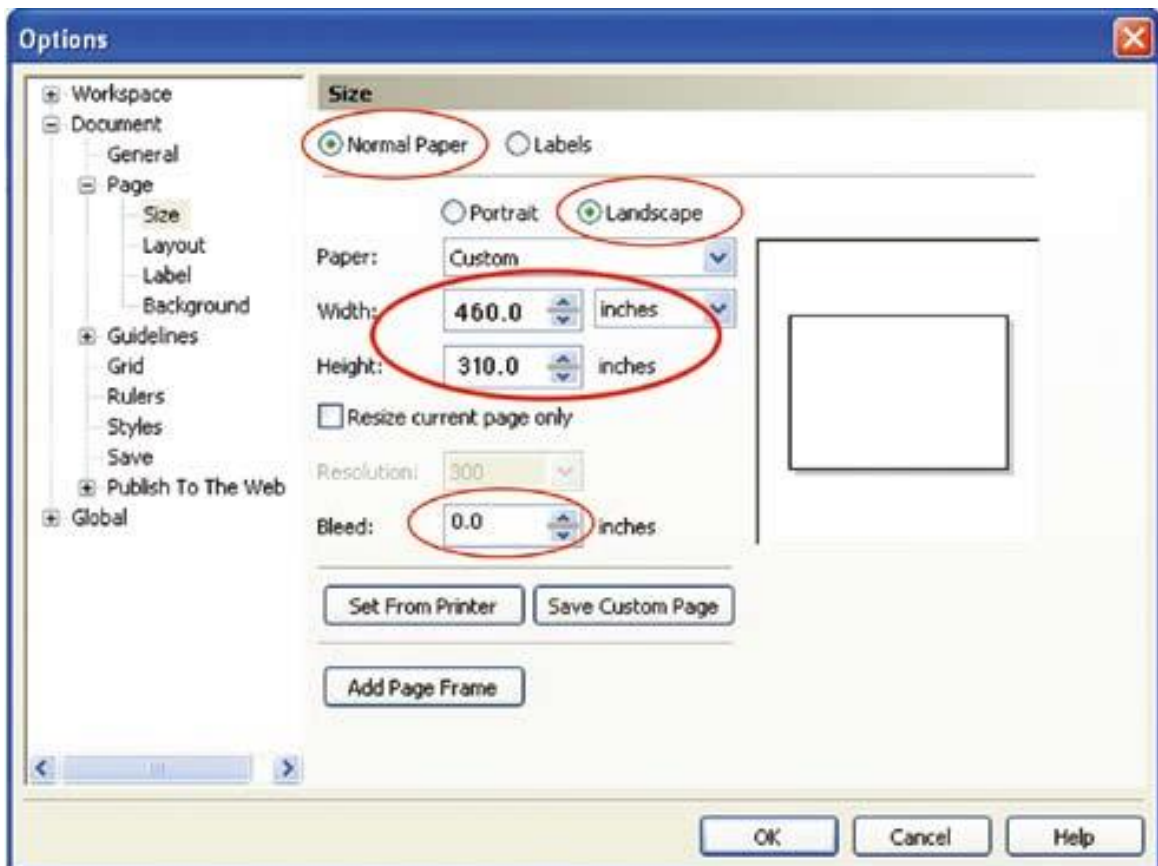 Options
Workspace
Document
General
Page
Size
Layout
Label
Background
Guidelines
Grid
Rulers
Styles
Save
Publish To The Web
Global
Size
Normal Paper Labels
Portrait Landscape
Paper: Custom
Width: 460.0 inches
Height: 310.0 inches
Resize current page only
Resolution: 300
Bleed: 0.0 inches
Set From Printer Save Custom Page
Add Page Frame
OK Cancel Help